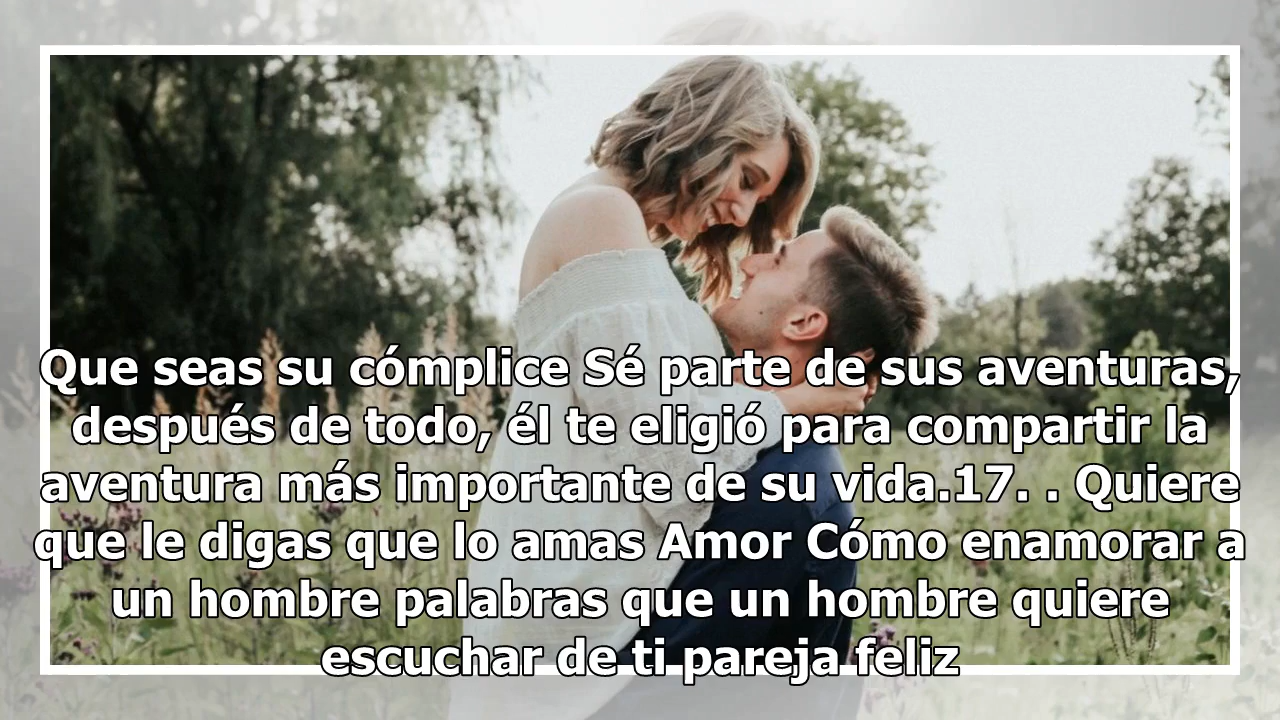 Que seas su cómplice Sé parte de sus aventuras,
después de todo, él te eligió para compartir la
aventura más importante de su vida.17. . Quiere
que le digas que lo amas Amor Cómo enamorar a
un hombre palabras que un hombre quiere
escuchar de ti pareja feliz